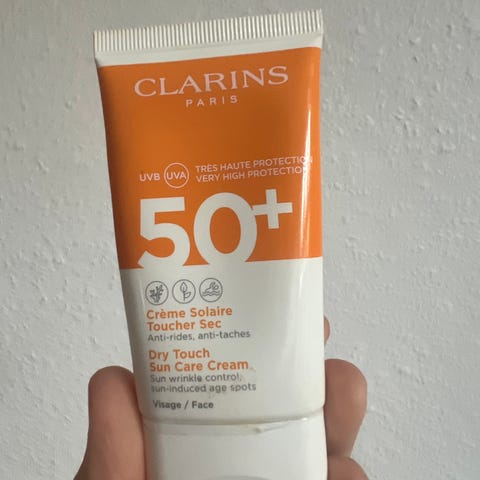 CLARINS
PARIS
UVB UVA
TRÈS HAUTE PROTECTION
VERY HIGH PROTECTION
50+
Crème Solaire
Toucher Sec
Anti-rides, anti-taches
Dry Touch
Sun Care Cream
Sun wrinkle control,
sun-induced age spots
Visage / Face